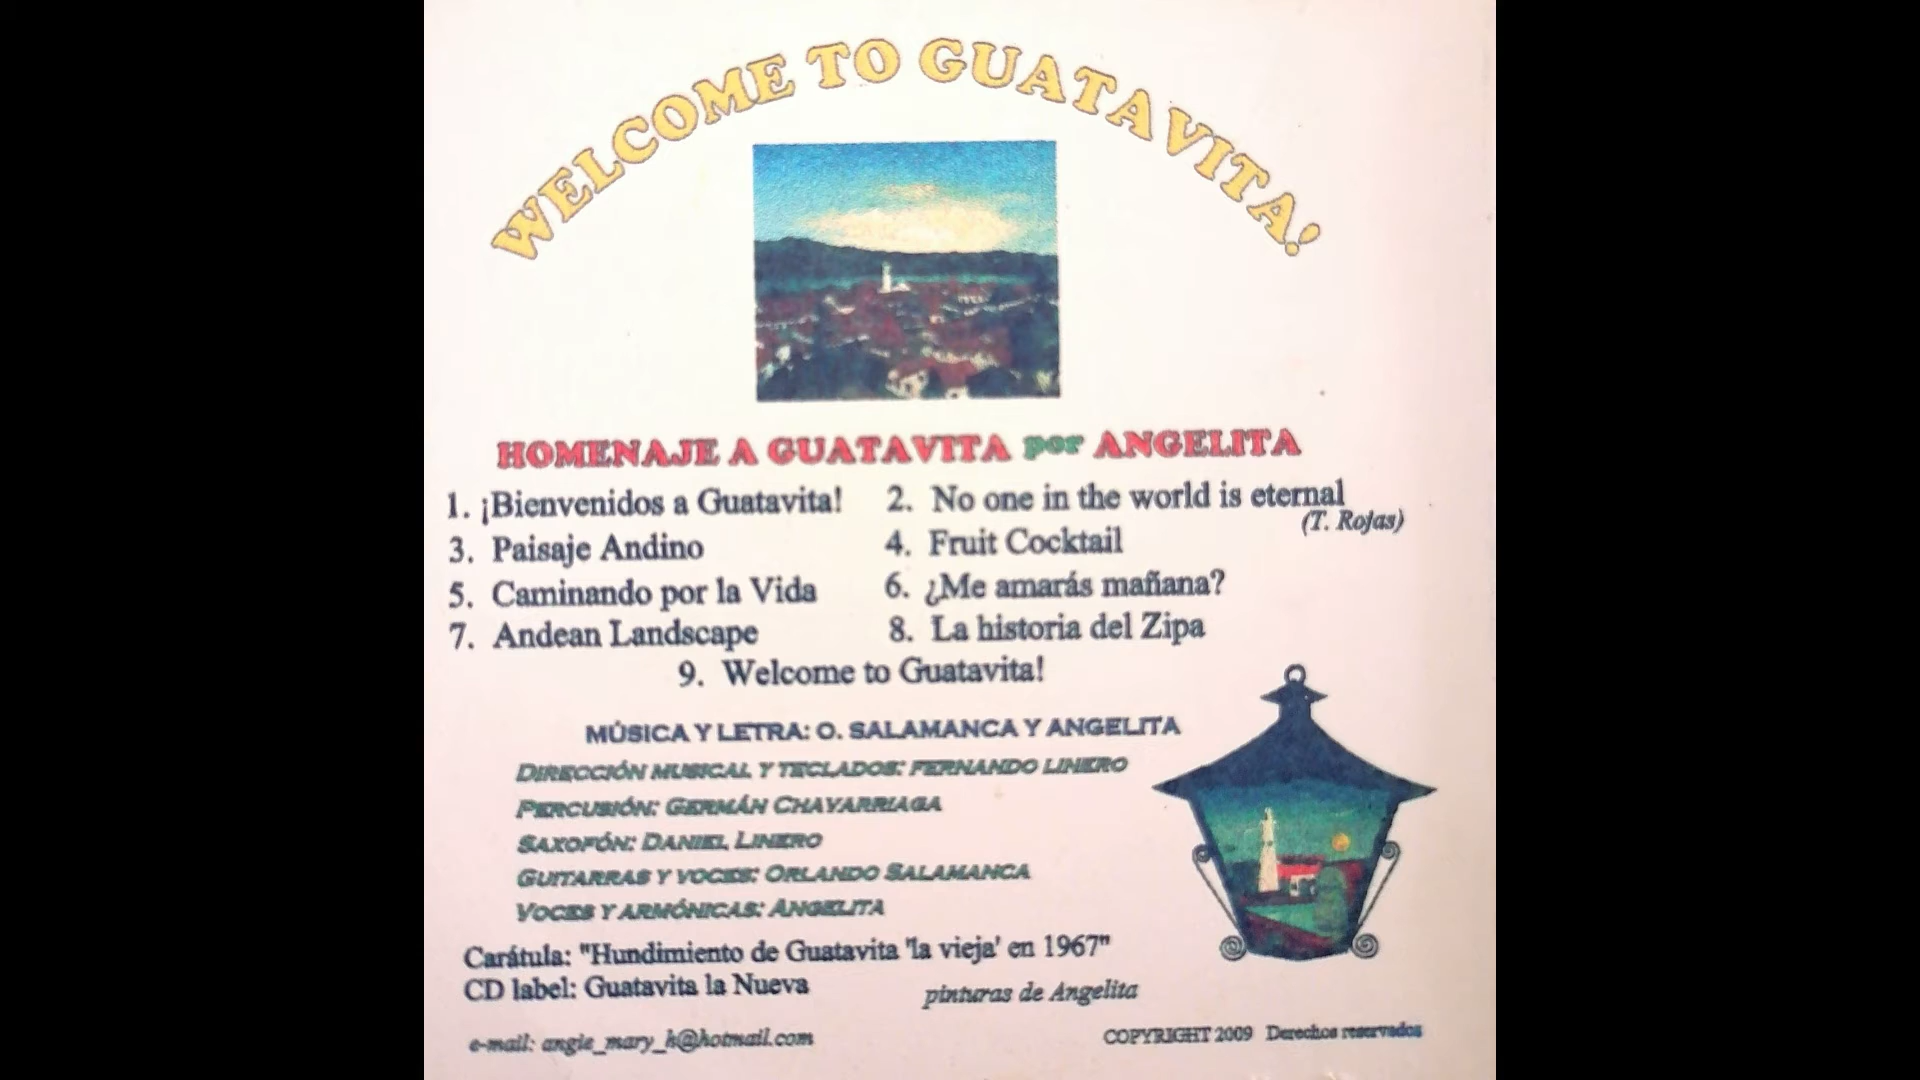 WELCOME TO GUATAVITA!
HOMENAJE A GUATAVITA por ANGELITA
1. ¡Bienvenidos a Guatavita! 2. No one in the world is eternal
(T. Rojas)
3. Paisaje Andino 4. Fruit Cocktail
5. Caminando por la Vida 6. ¿Me amarás mañana?
7. Andean Landscape 8. La historia del Zipa
9. Welcome to Guatavita!
MÚSICA Y LETRA: O. SALAMANCA Y ANGELITA
DIRECCIÓN MUSICAL Y TECLADOS: FERNANDO LINERO
PERCUSIÓN: GERMÁN CHAVARRIAGA
SAXOFÓN: DANIEL LINERO
GUITARRAS Y VOCES: ORLANDO SALAMANCA
VOCES Y ARMÓNICAS: ANGELITA
Carátula: "Hundimiento de Guatavita 'la vieja' en 1967"
CD label: Guatavita la Nueva pinturas de Angelita
e-mail: angie_mary_h@hotmail.com COPYRIGHT 2009 Derechos reservados